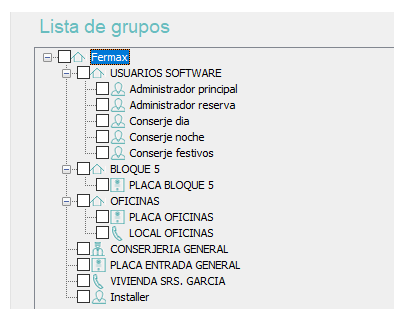 Lista de grupos
Fermax
USUARIOS SOFTWARE
Administrador principal
Administrador reserva
Conserje dia
Conserje noche
Conserje festivos
BLOQUE 5
PLACA BLOQUE 5
OFICINAS
PLACA OFICINAS
LOCAL OFICINAS
CONSERJERIA GENERAL
PLACA ENTRADA GENERAL
VIVIENDA SRS. GARCIA
Installer